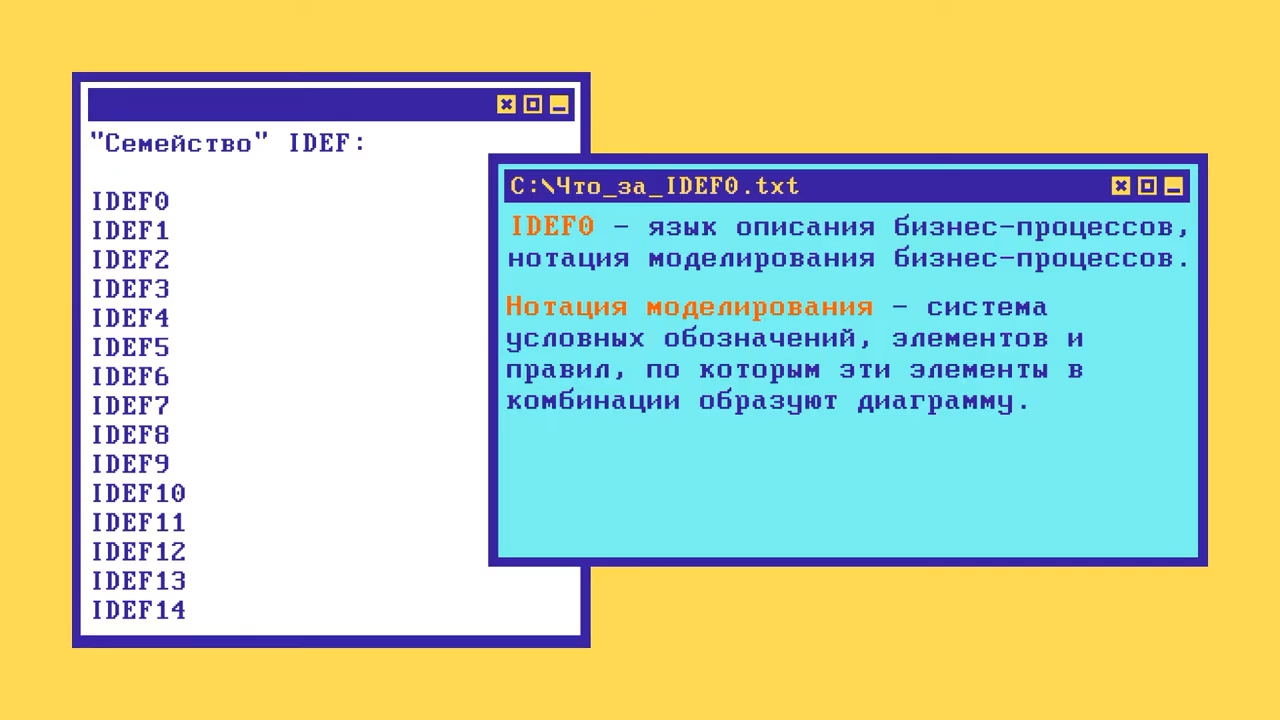 "Семейство" IDEF:
IDEF0
IDEF1
IDEF2
IDEF3
IDEF4
IDEF5
IDEF6
IDEF7
IDEF8
IDEF9
IDEF10
IDEF11
IDEF12
IDEF13
IDEF14
C:\Что_за_IDEF0.txt
IDEF0 – язык описания бизнес-процессов,
нотация моделирования бизнес-процессов.
Нотация моделирования – система
условных обозначений, элементов и
правил, по которым эти элементы в
комбинации образуют диаграмму.